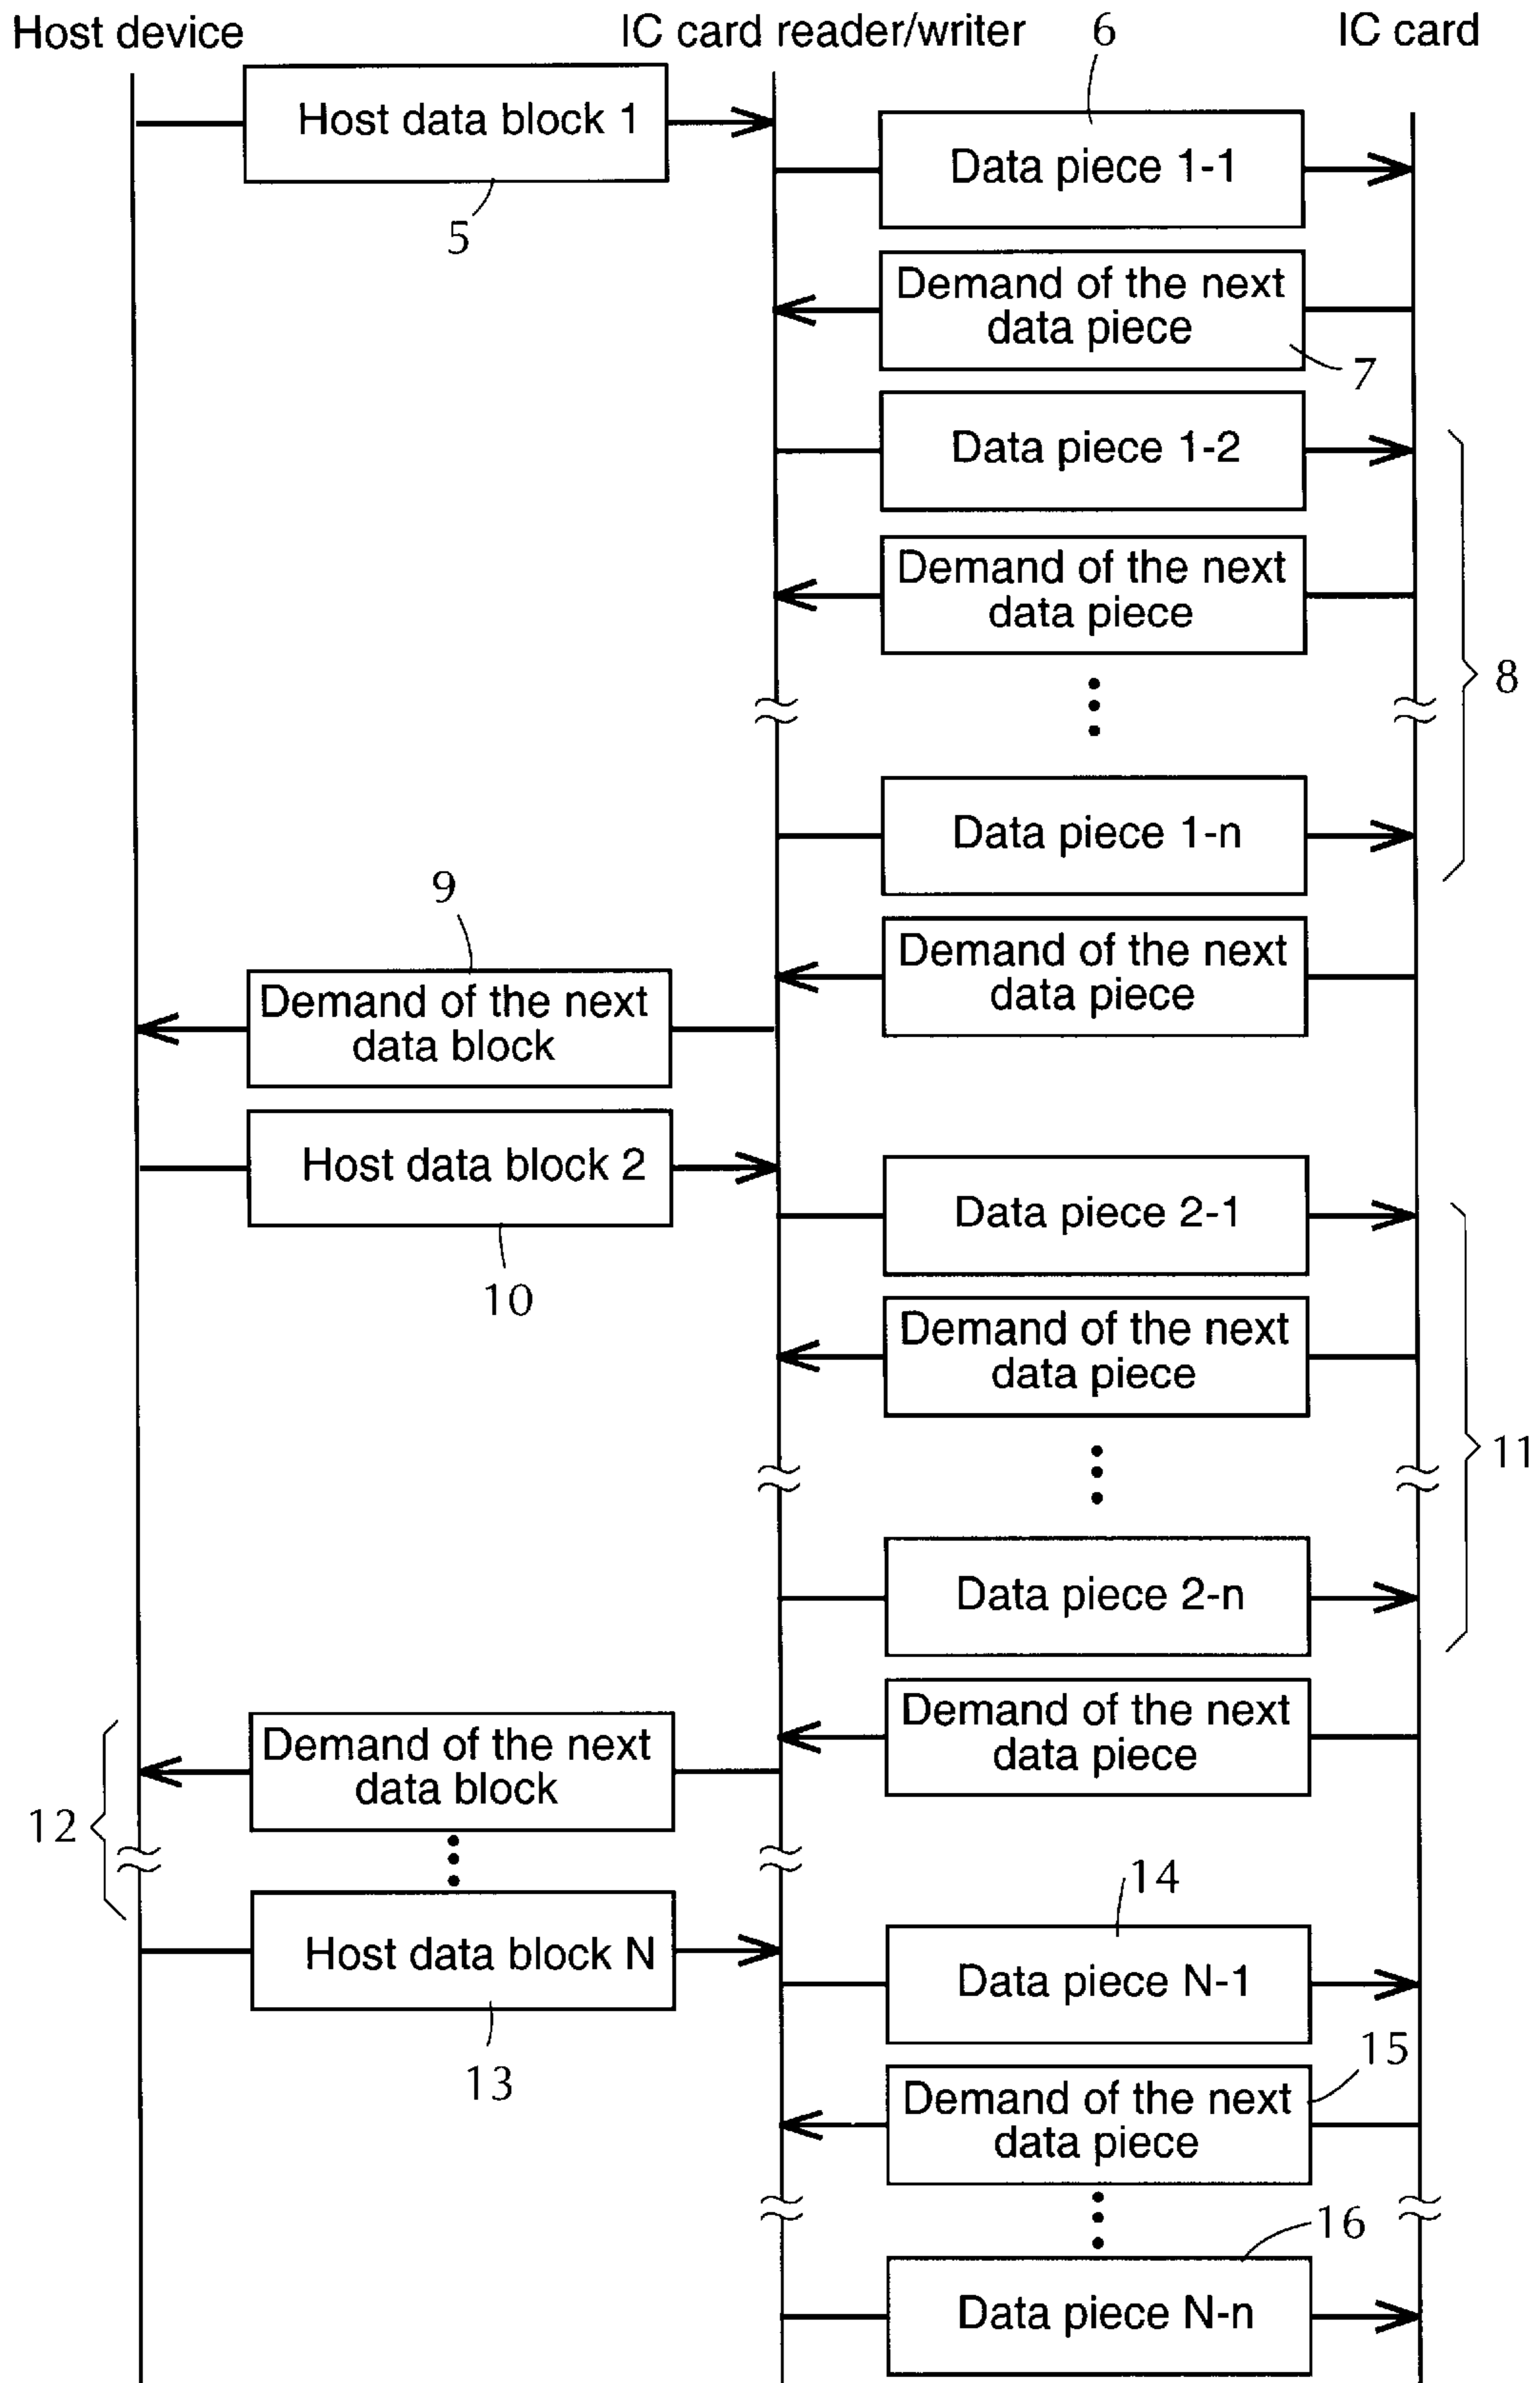 Host device
IC card reader/writer
IC card
6
Host data block 1
5
Data piece 1-1
Demand of the next
data piece
7
Data piece 1-2
Demand of the next
data piece
8
Data piece 1-n
9
Demand of the next
data piece
Demand of the next
data block
Host data block 2
10
Data piece 2-1
Demand of the next
data piece
11
Data piece 2-n
Demand of the next
data piece
Demand of the next
data block
12
14
Host data block N
13
Data piece N-1
15
Demand of the next
data piece
16
Data piece N-n